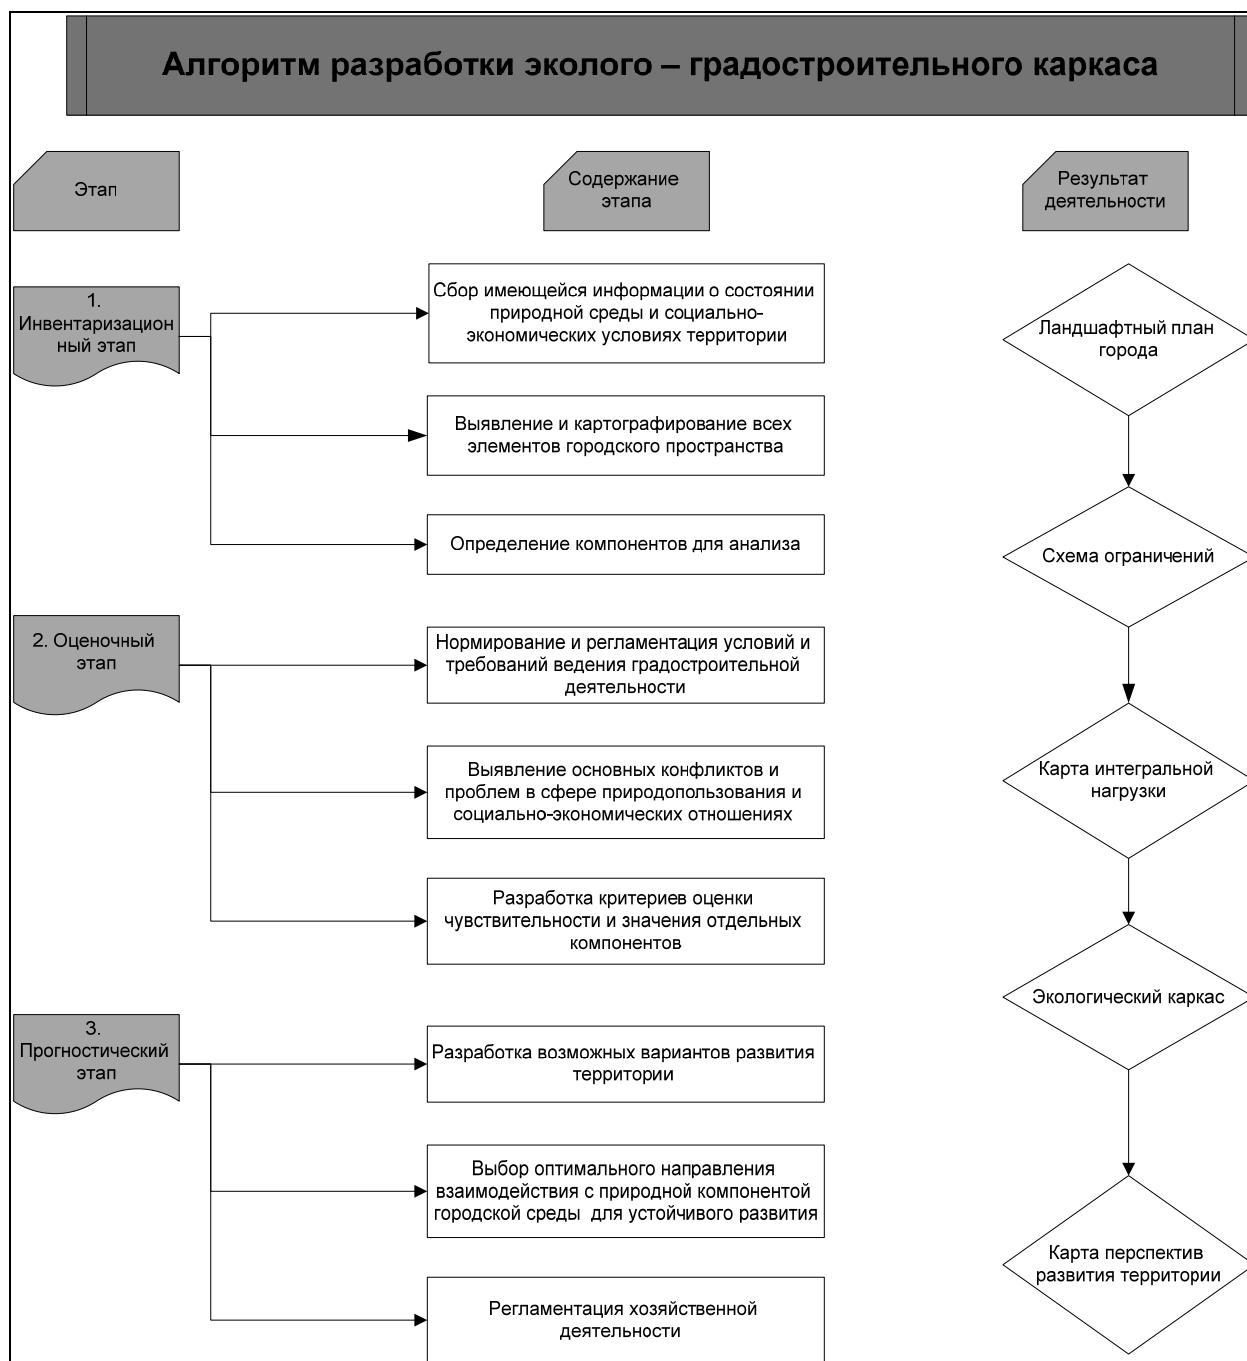 Алгоритм разработки эколого – градостроительного каркаса
Этап
Содержание
этапа
Результат
деятельности
1.
Инвентаризацион
ный этап
Сбор имеющейся информации о состоянии
природной среды и социально-
экономических условиях территории
Выявление и картографирование всех
элементов городского пространства
Определение компонентов для анализа
2. Оценочный
этап
Нормирование и регламентация условий и
требований ведения градостроительной
деятельности
Выявление основных конфликтов и
проблем в сфере природопользования и
социально-экономических отношениях
Разработка критериев оценки
чувствительности и значения отдельных
компонентов
3.
Прогностический
этап
Разработка возможных вариантов развития
территории
Выбор оптимального направления
взаимодействия с природной компонентой
городской среды для устойчивого развития
Регламентация хозяйственной
деятельности
Ландшафтный план
города
Схема ограничений
Карта интегральной
нагрузки
Экологический каркас
Карта перспектив
развития территории